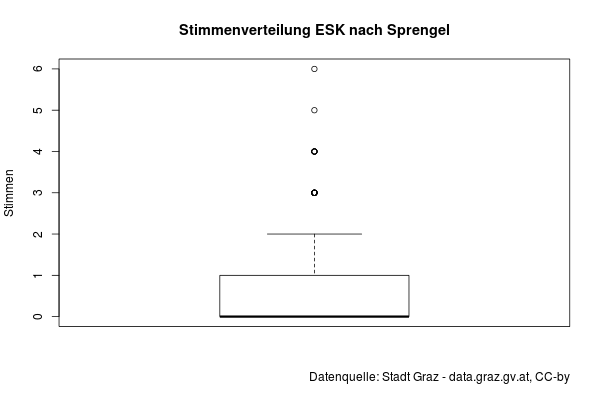 Stimmenverteilung ESK nach Sprengel
6
5
4
3
2
1
0
Stimmen
Datenquelle: Stadt Graz - data.graz.gv.at, CC-by